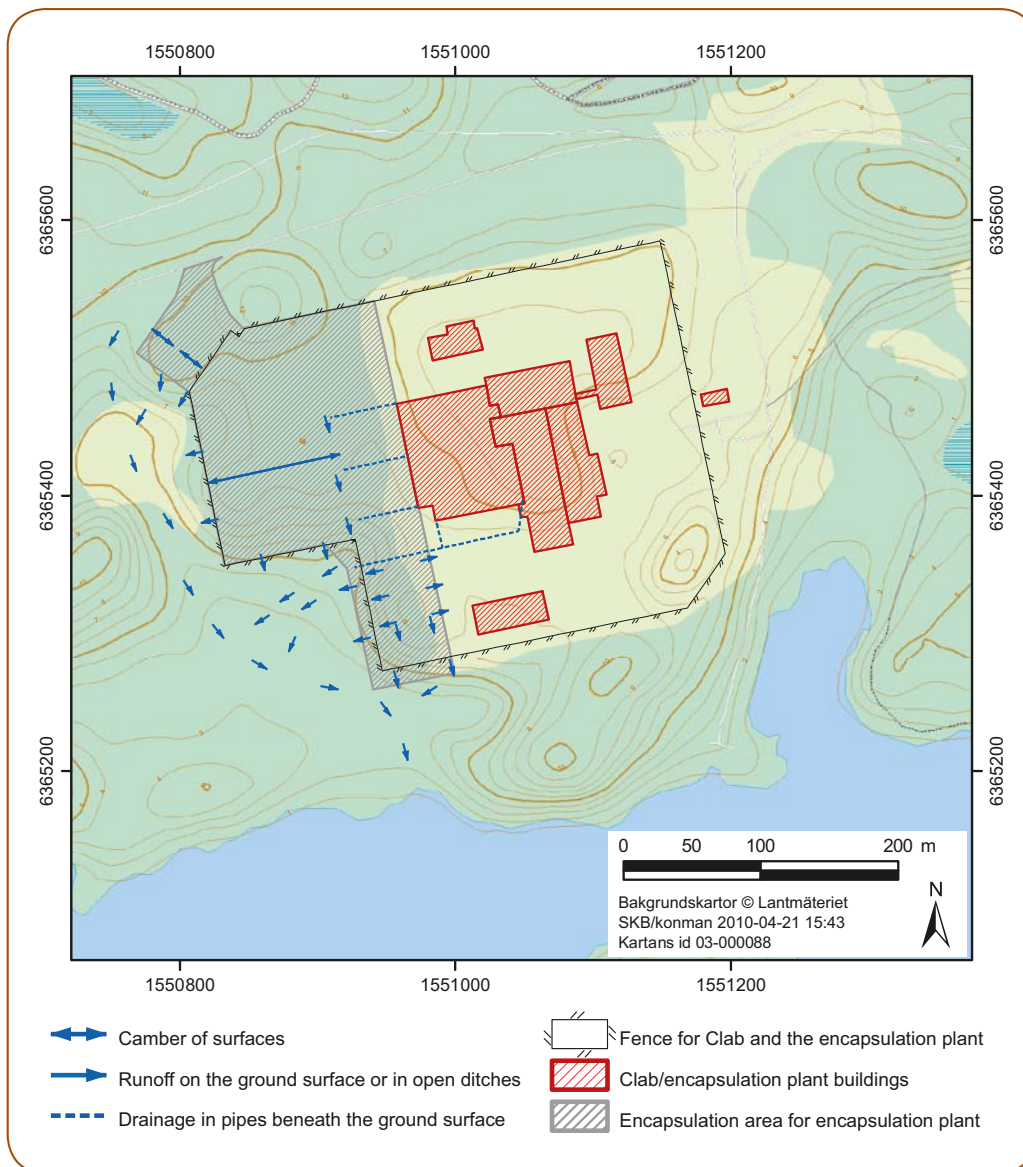 1550800 1551000 1551200
6365600 6365600
6365400 6365400
6365200 6365200
0 50 100 200 m
N
Bakgrundskartor © Lantmäteriet
SKB/konman 2010-04-21 15:43
Kartans id 03-000088
1550800 1551000 1551200
Camber of surfaces
Runoff on the ground surface or in open ditches
Drainage in pipes beneath the ground surface
Fence for Clab and the encapsulation plant
Clab/encapsulation plant buildings
Encapsulation area for encapsulation plant